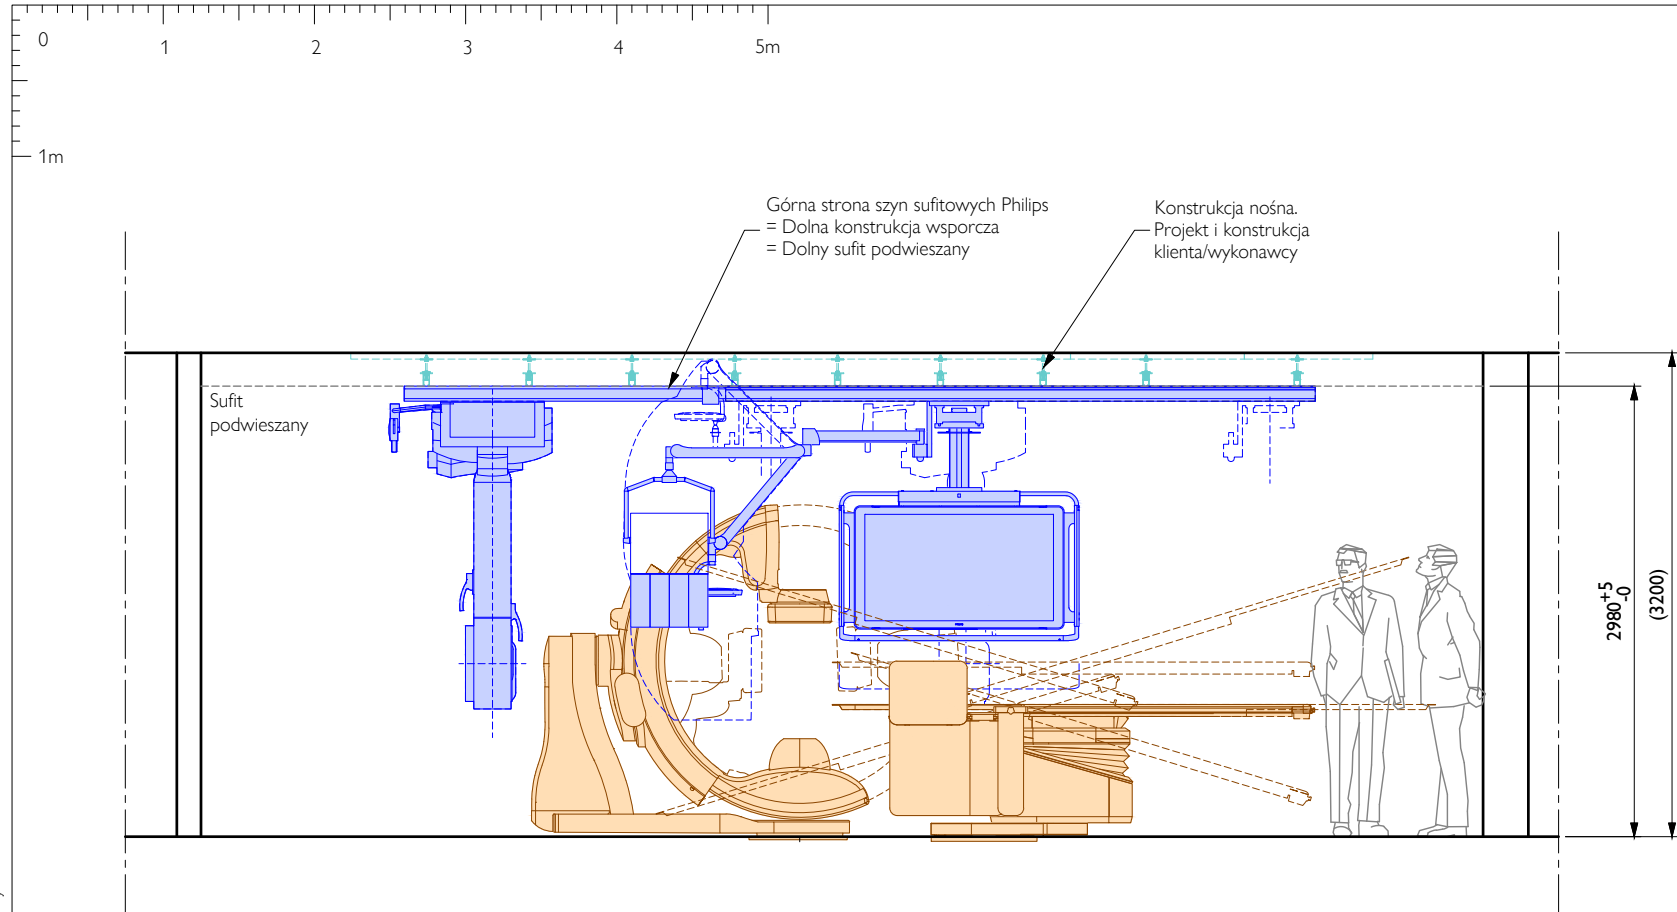 0
1
2
3
4
5m
1m
Górna strona szyn sufitowych Philips
= Dolna konstrukcja wsporcza
= Dolny sufit podwieszany
Konstrukcja nośna.
Projekt i konstrukcja
klienta/wykonawcy
Sufit
podwieszany
2980+5 -0
(3200)